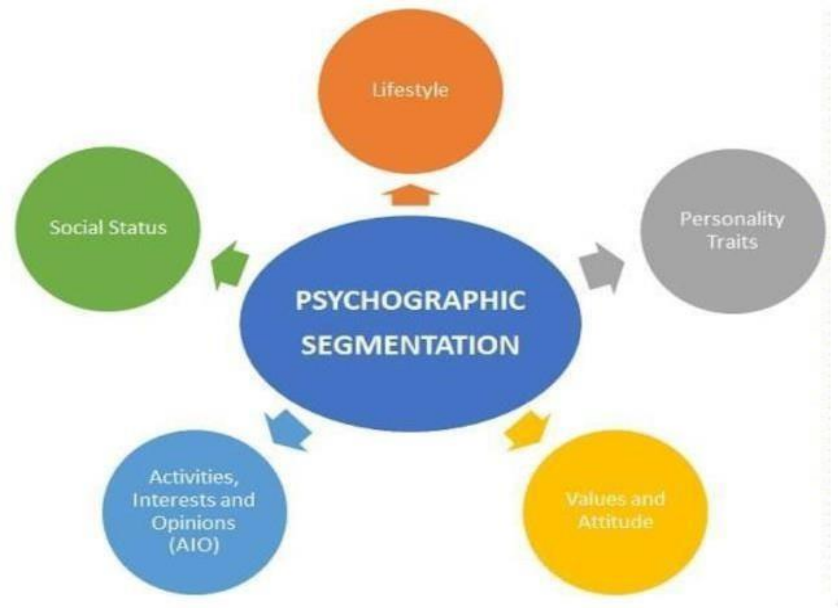 Lifestyle
Social Status
Personality
Traits
PSYCHOGRAPHIC
SEGMENTATION
Activities,
Interests and
Opinions
(AIO)
Values and
Attitude